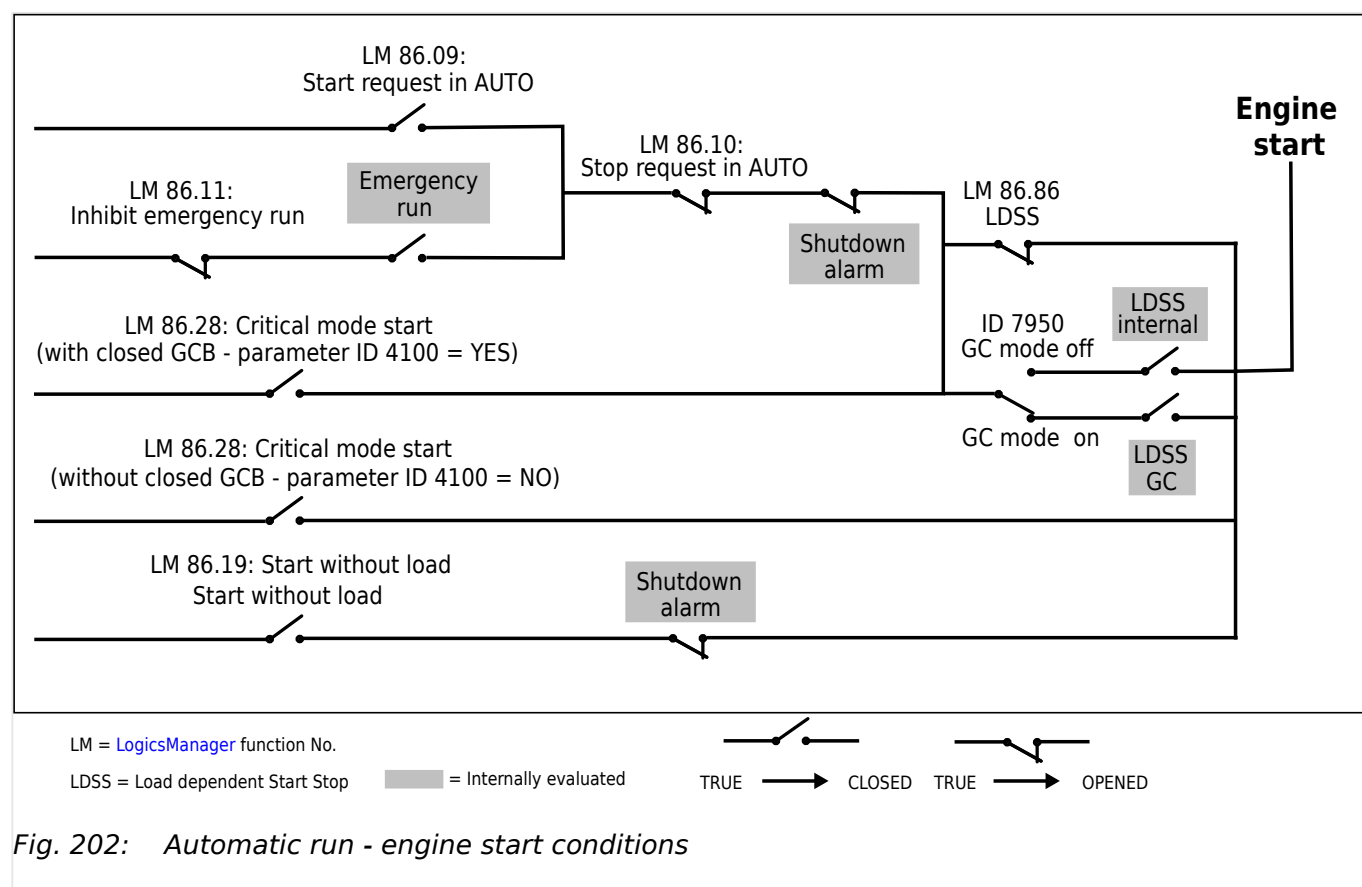 LM 86.09:
Start request in AUTO
Engine
start
LM 86.10:
Stop request in AUTO
LM 86.11:
Inhibit emergency run
Emergency
run
LM 86.86
LDSS
Shutdown
alarm
LM 86.28: Critical mode start
(with closed GCB - parameter ID 4100 = YES)
ID 7950
GC mode off
LDSS
internal
GC mode on
LDSS
GC
LM 86.28: Critical mode start
(without closed GCB - parameter ID 4100 = NO)
LM 86.19: Start without load
Start without load
Shutdown
alarm
LM = LogicsManager function No.
LDSS = Load dependent Start Stop
= Internally evaluated
TRUE CLOSED
TRUE OPENED
Fig. 202: Automatic run - engine start conditions